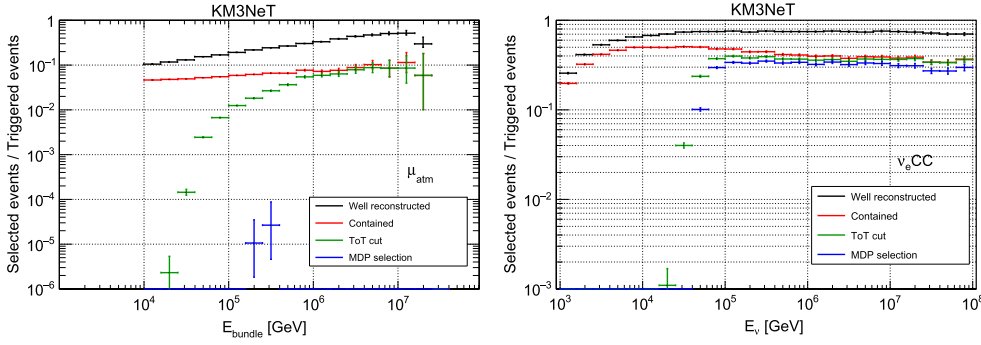 KM3NeT
Selected events / Triggered events
1
10⁻¹
10⁻²
10⁻³
10⁻⁴
10⁻⁵
10⁻⁶
μatm
Well reconstructed
Contained
ToT cut
MDP selection
10⁴ 10⁵ 10⁶ 10⁷
Ebundle [GeV]
KM3NeT
Selected events / Triggered events
1
10⁻¹
10⁻²
10⁻³
νeCC
Well reconstructed
Contained
ToT cut
MDP selection
10³ 10⁴ 10⁵ 10⁶ 10⁷ 10⁸
Eν [GeV]